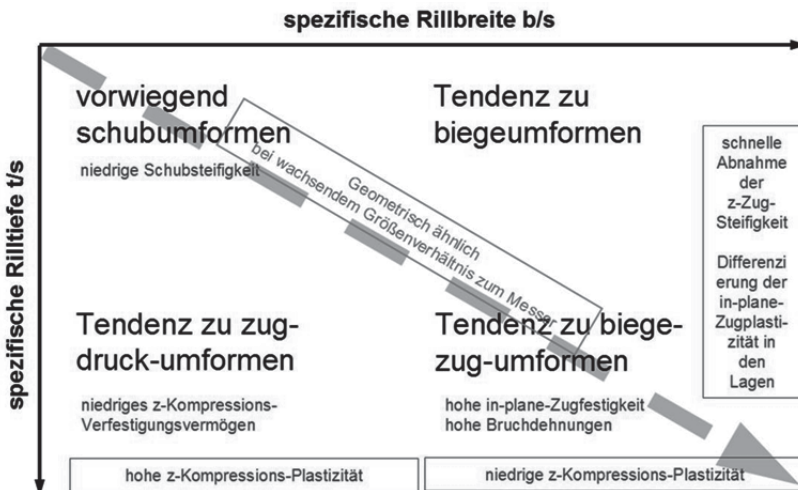 spezifische Rillbreite b/s
spezifische Rilltiefe t/s
vorwiegend
schubumformen
niedrige Schubsteifigkeit
Tendenz zu
biegeumformen
Geometrisch ähnlich
bei wachsendem Größenverhältnis zum Messer
schnelle
Abnahme
der
z-Zug-
Steifigkeit
Differenzi
ierung der
in-plane-
Zugplasti-
zität in
den
Lagen
Tendenz zu zug-
druck-umformen
niedriges z-Kompressions-
Verfestigungsvermögen
Tendenz zu biege-
zug-umformen
hohe in-plane-Zugfestigkeit
hohe Bruchdehnungen
hohe z-Kompressions-Plastizität
niedrige z-Kompressions-Plastizität